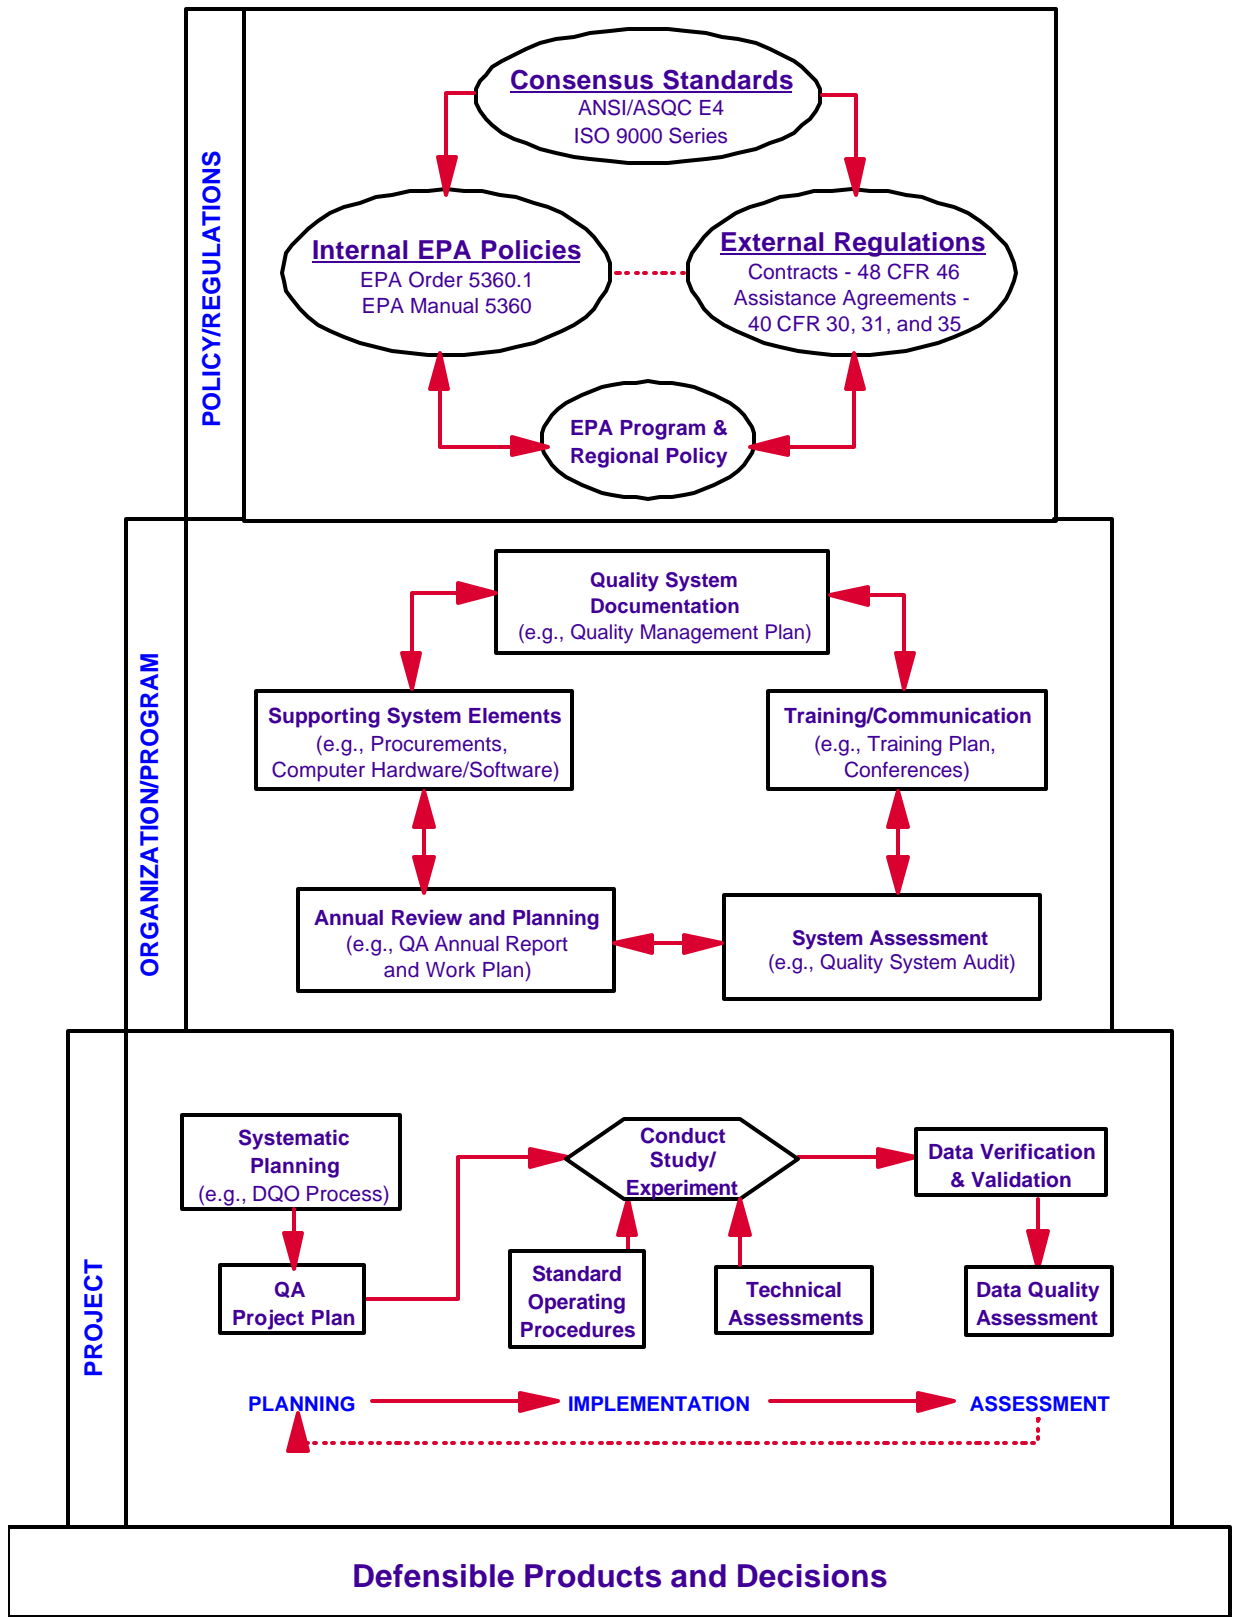 POLICY/REGULATIONS
Consensus Standards
ANSI/ASQC E4
ISO 9000 Series
Internal EPA Policies
EPA Order 5360.1
EPA Manual 5360
External Regulations
Contracts - 48 CFR 46
Assistance Agreements -
40 CFR 30, 31, and 35
EPA Program &
Regional Policy
ORGANIZATION/PROGRAM
Quality System
Documentation
(e.g., Quality Management Plan)
Supporting System Elements
(e.g., Procurements,
Computer Hardware/Software)
Training/Communication
(e.g., Training Plan,
Conferences)
Annual Review and Planning
(e.g., QA Annual Report
and Work Plan)
System Assessment
(e.g., Quality System Audit)
PROJECT
Systematic
Planning
(e.g., DQO Process)
QA
Project Plan
Conduct
Study/
Experiment
Standard
Operating
Procedures
Technical
Assessments
Data Verification
& Validation
Data Quality
Assessment
PLANNING
IMPLEMENTATION
ASSESSMENT
Defensible Products and Decisions